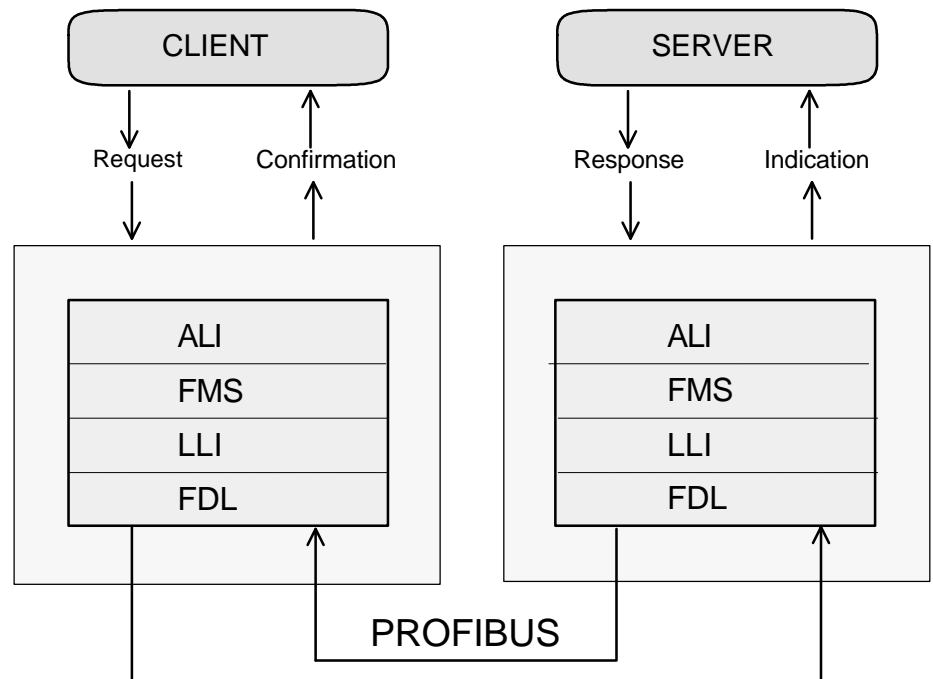 CLIENT
SERVER
Request
Confirmation
Response
Indication
ALI
FMS
LLI
FDL
ALI
FMS
LLI
FDL
PROFIBUS